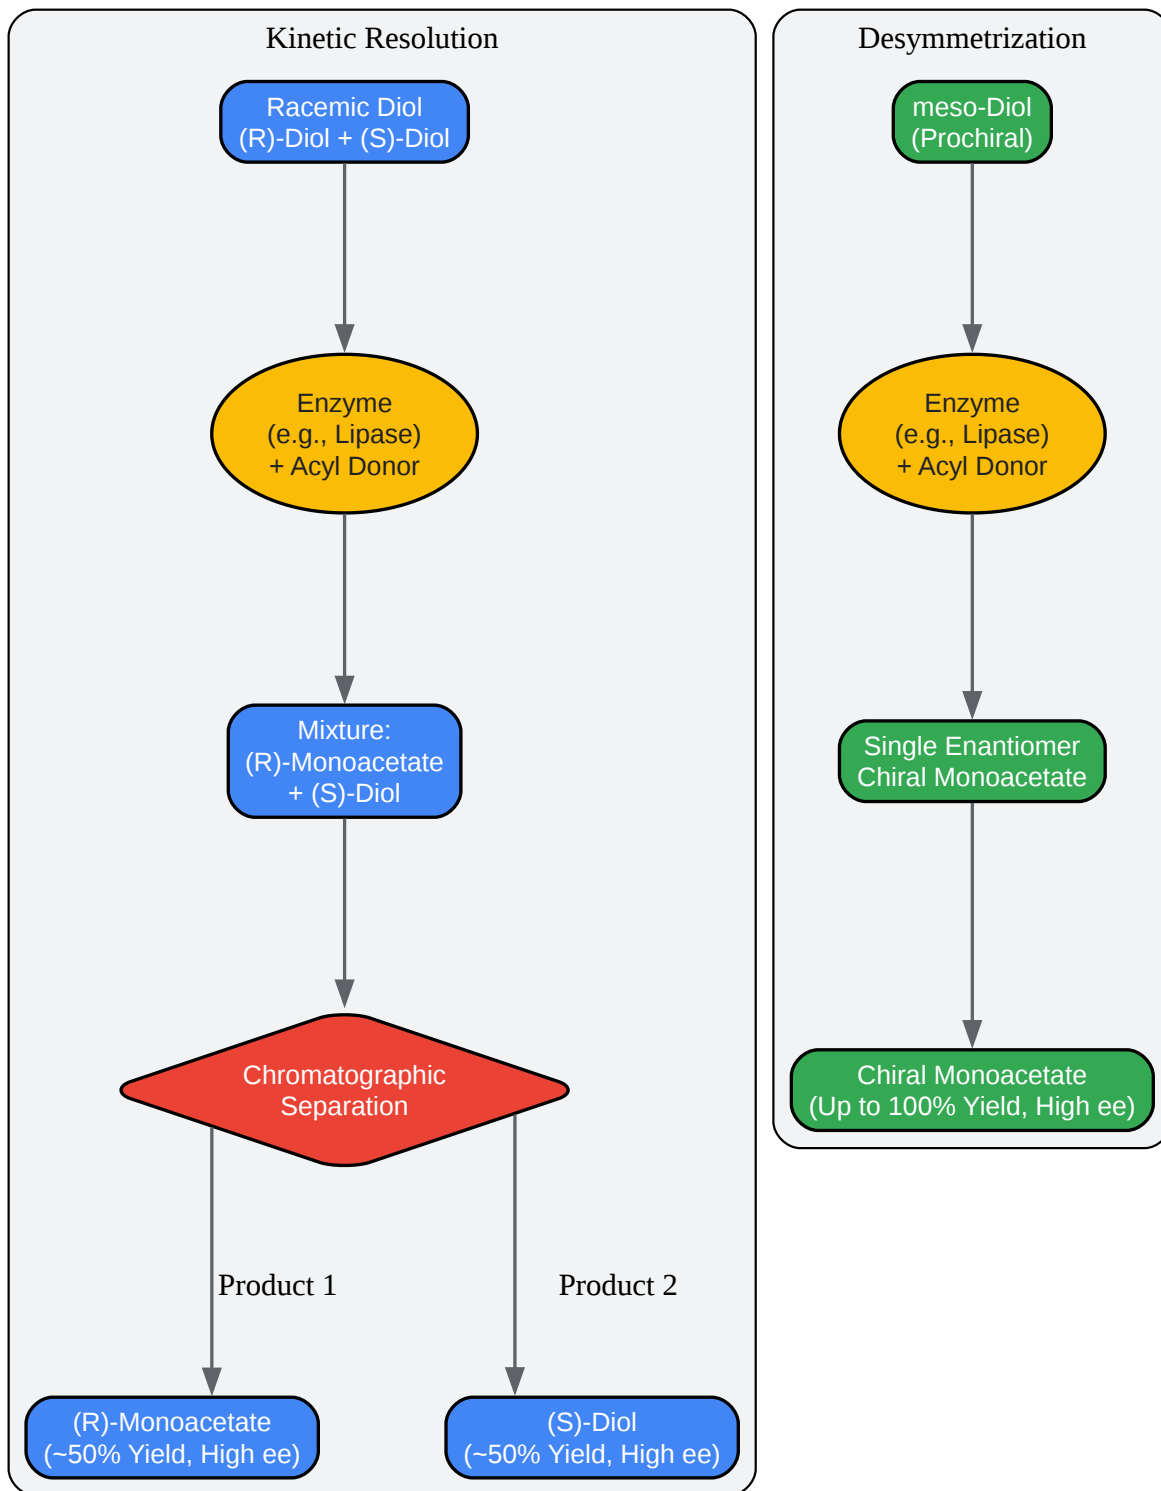 Kinetic Resolution
Racemic Diol
(R)-Diol + (S)-Diol
Enzyme
(e.g., Lipase)
+ Acyl Donor
Mixture:
(R)-Monoacetate
+ (S)-Diol
Chromatographic
Separation
Product 1
Product 2
(R)-Monoacetate
(~50% Yield, High ee)
(S)-Diol
(~50% Yield, High ee)
Desymmetrization
meso-Diol
(Prochiral)
Enzyme
(e.g., Lipase)
+ Acyl Donor
Single Enantiomer
Chiral Monoacetate
Chiral Monoacetate
(Up to 100% Yield, High ee)